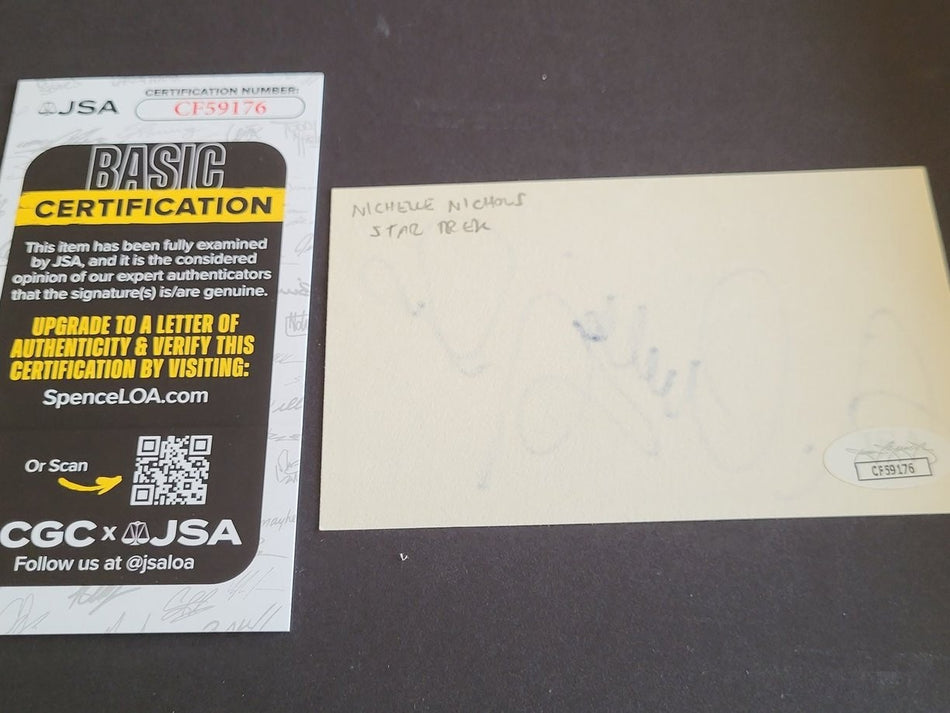 JSA
CERTIFICATION NUMBER:
CF59176
BASIC
CERTIFICATION
This item has been fully examined
by JSA, and it is the considered
opinion of our expert authenticators
that the signature(s) is/are genuine.
UPGRADE TO A LETTER OF
AUTHENTICITY & VERIFY THIS
CERTIFICATION BY VISITING:
SpenceLOA.com
Or Scan
CGC x JSA
Follow us at @jsaloa
NICHELLE NICHOLS
STAR TREK
CF59176